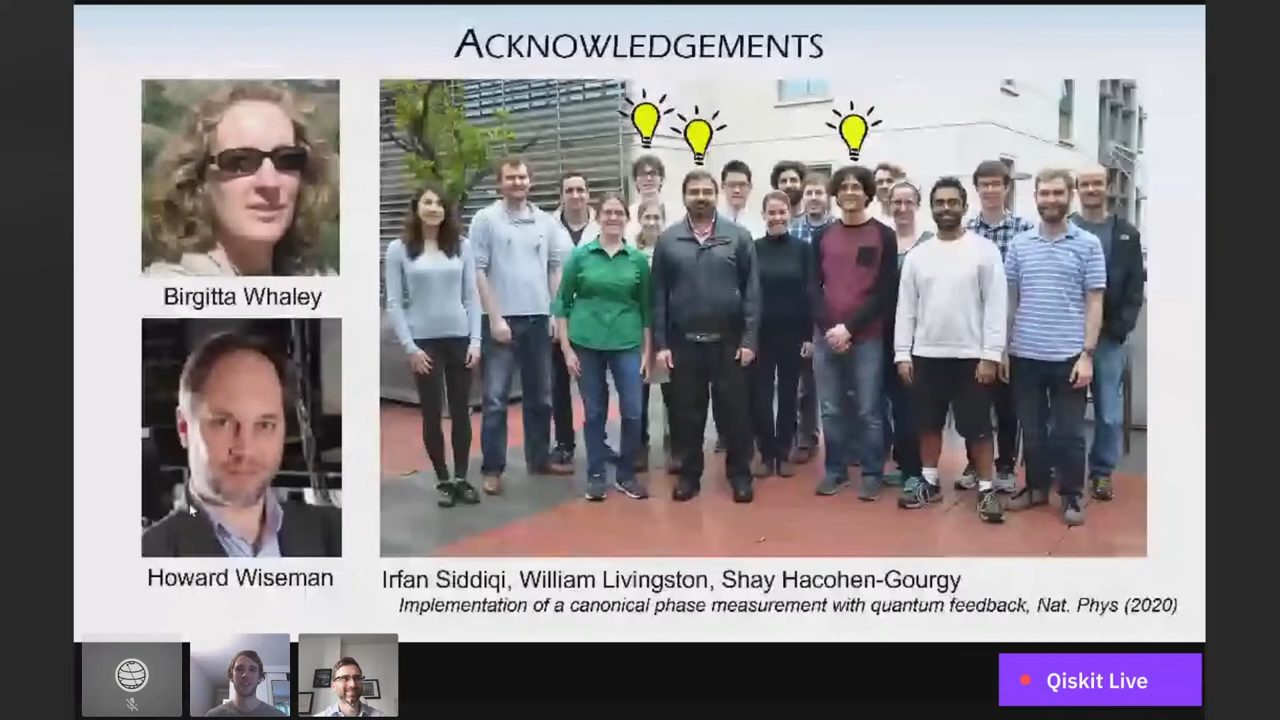 ACKNOWLEDGEMENTS
Birgitta Whaley
Howard Wiseman
Irfan Siddiqi, William Livingston, Shay Hacohen-Gourgy
Implementation of a canonical phase measurement with quantum feedback, Nat. Phys (2020)
Qiskit Live